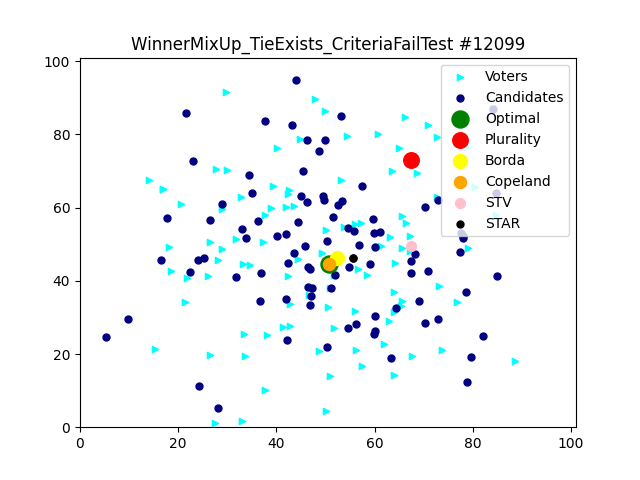 WinnerMixUp_TieExists_CriteriaFailTest #12099
100
80
60
40
20
0
0
20
40
60
80
100
Voters
Candidates
Optimal
Plurality
Borda
Copeland
STV
STAR